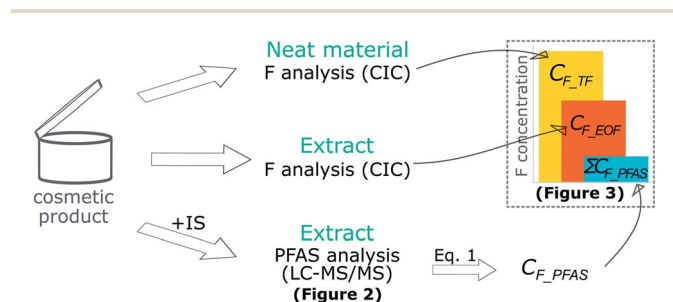 Neat material
F analysis (CIC)
Extract
F analysis (CIC)
cosmetic
product
+IS
Extract
PFAS analysis
(LC-MS/MS)
(Figure 2)
Eq. 1
C_F_PFAS
F concentration
C_F_TF
C_F_EOF
ΣC_F_PFAS
(Figure 3)